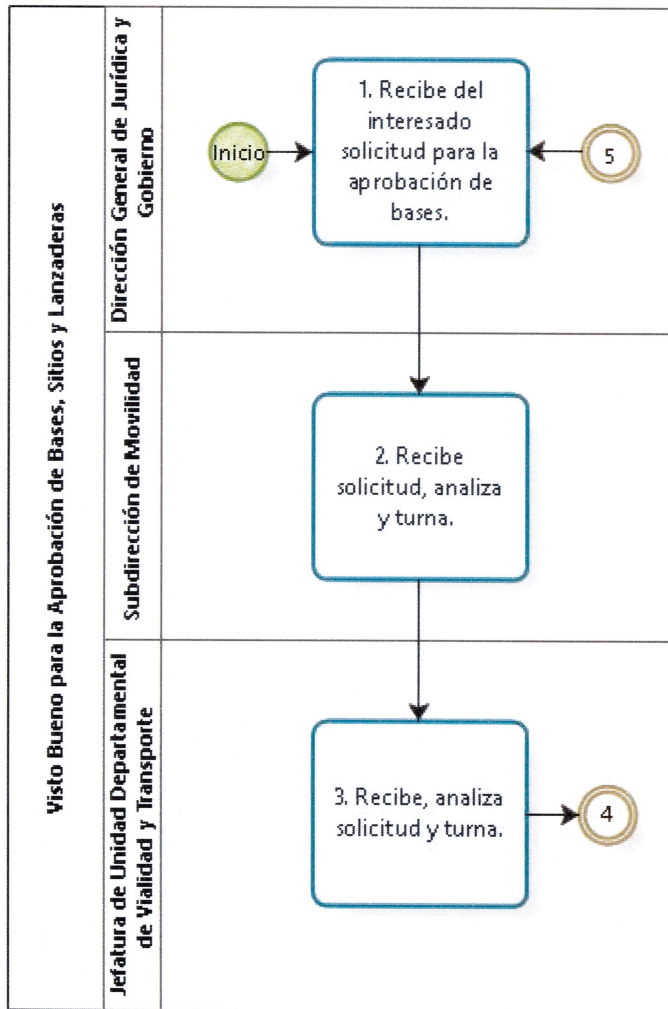 Visto Bueno para la Aprobación de Bases, Sitios y Lanzaderas
Dirección General de Jurídica y
Gobierno
Inicio
1. Recibe del
interesado
solicitud para la
aprobación de
bases.
5
Subdirección de Movilidad
2. Recibe
solicitud, analiza
y turna.
Jefatura de Unidad Departamental
de Vialidad y Transporte
3. Recibe, analiza
solicitud y turna.
4